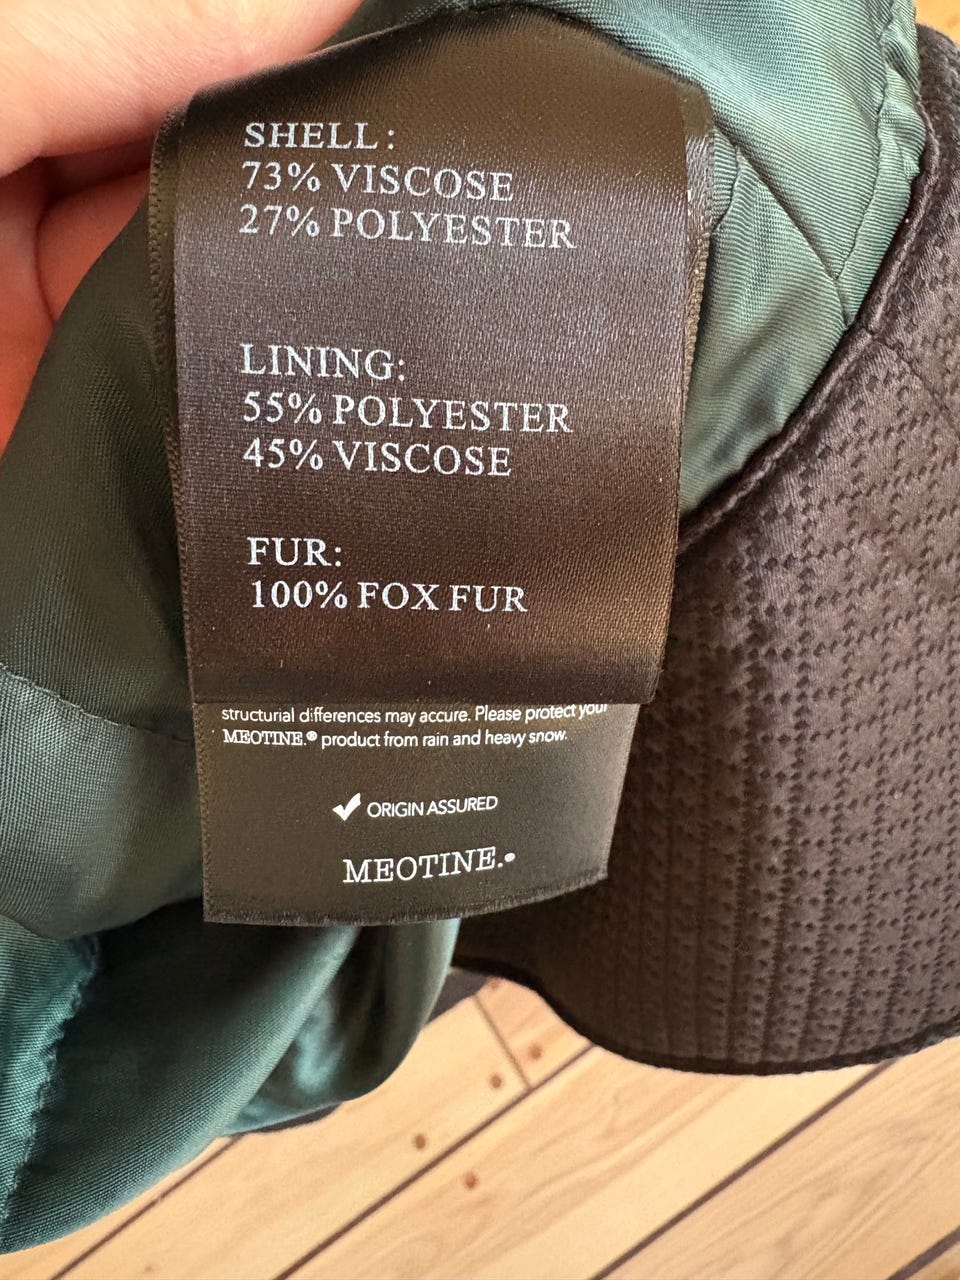 SHELL:
73% VISCOSE
27% POLYESTER
LINING:
55% POLYESTER
45% VISCOSE
FUR:
100% FOX FUR
structurial differences may accure. Please protect your
MEOTINE.® product from rain and heavy snow.
✓ ORIGIN ASSURED
MEOTINE.®